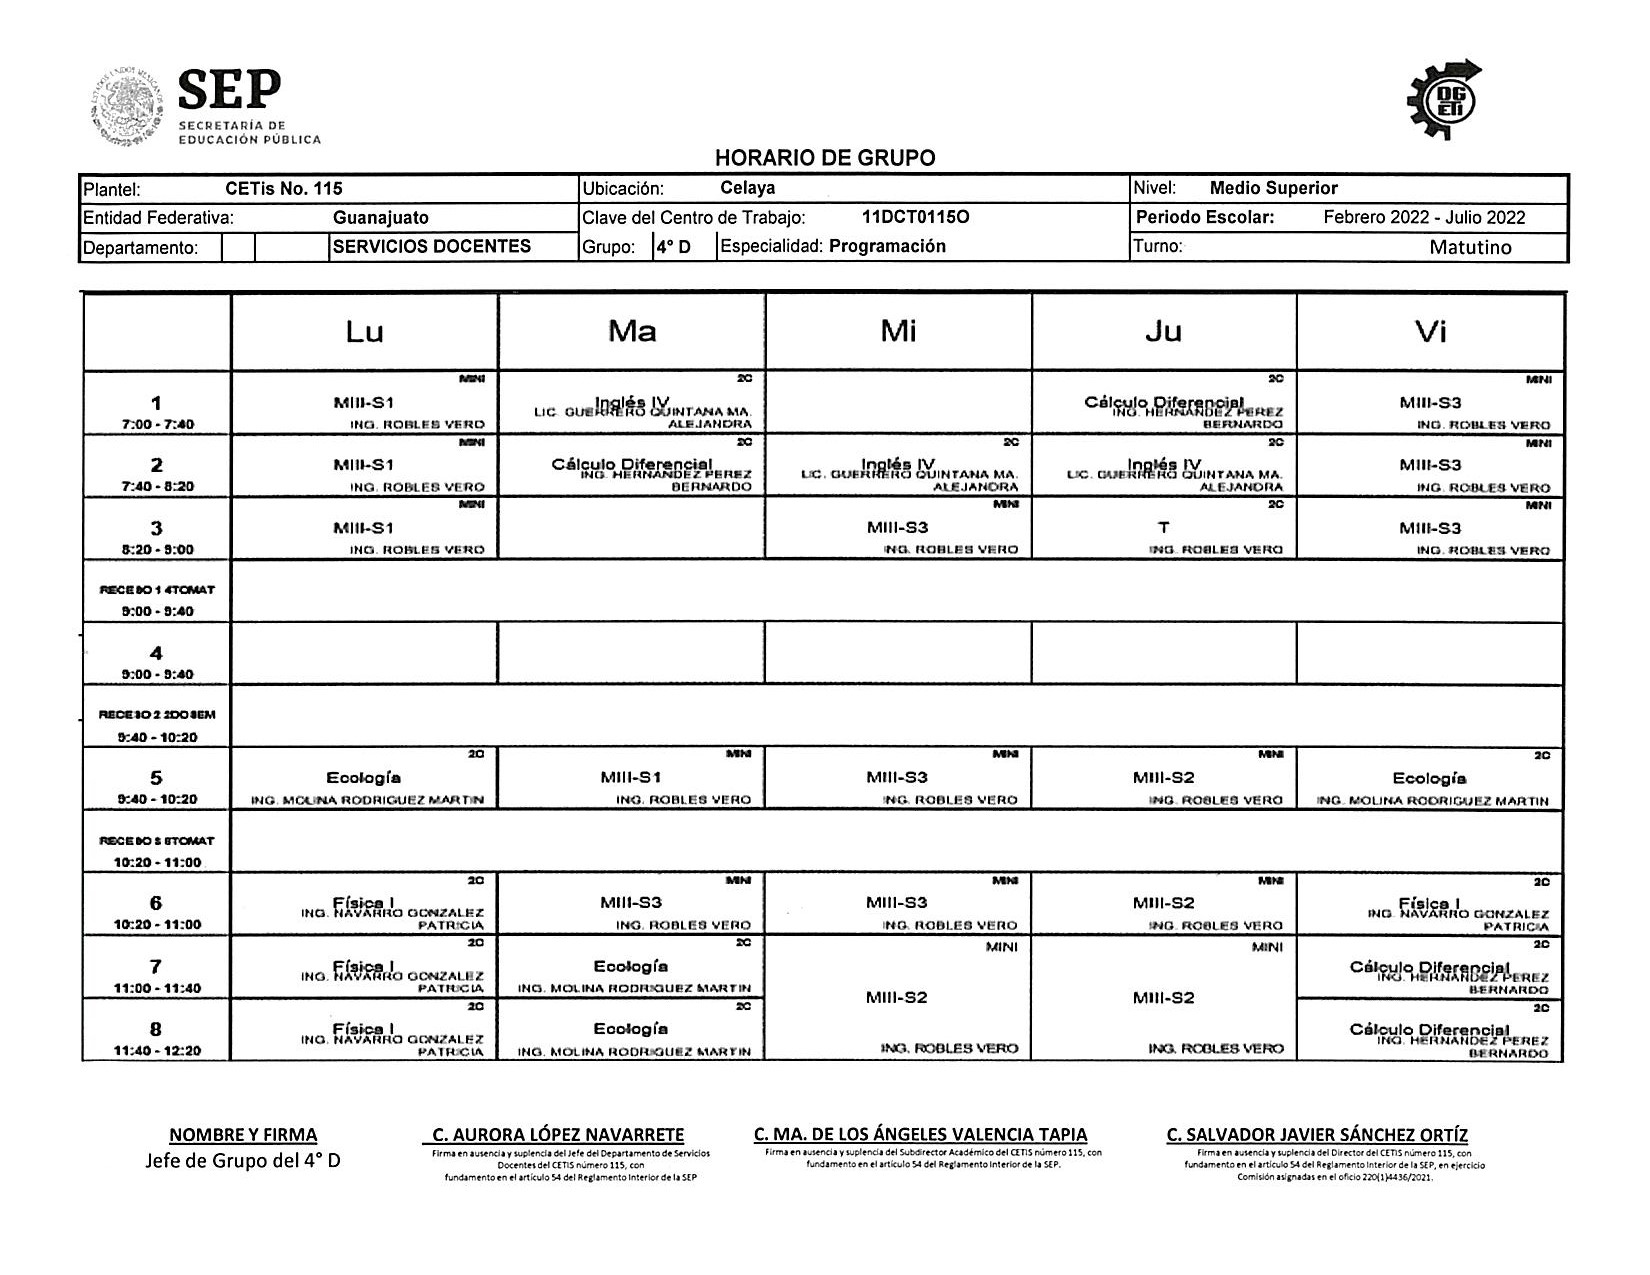 SEP
SECRETARÍA DE
EDUCACIÓN PÚBLICA
DG
ETI
HORARIO DE GRUPO
Plantel: CETis No. 115 Ubicación: Celaya Nivel: Medio Superior
Entidad Federativa: Guanajuato Clave del Centro de Trabajo: 11DCT0115O Periodo Escolar: Febrero 2022 - Julio 2022
Departamento: SERVICIOS DOCENTES Grupo: 4° D Especialidad: Programación Turno: Matutino
Lu Ma Mi Ju Vi
MINI 2C 2C MINI
1 MIII-S1 Inglés IV Cálculo Diferencial MIII-S3
LIC. GUERRERO QUINTANA MA. ING. HERNANDEZ PEREZ
7:00 - 7:40 ING. ROBLES VERO ALEJANDRA BERNARDO ING. ROBLES VERO
MINI 2C 2C 2C MINI
2 MIII-S1 Cálculo Diferencial Inglés IV Inglés IV MIII-S3
ING. HERNANDEZ PEREZ LIC. GUERRERO QUINTANA MA. LIC. GUERRERO QUINTANA MA.
7:40 - 8:20 ING. ROBLES VERO BERNARDO ALEJANDRA ALEJANDRA ING. ROBLES VERO
MINI MINI 2C MINI
3 MIII-S1 MIII-S3 T MIII-S3
8:20 - 9:00 ING. ROBLES VERO ING. ROBLES VERO ING. ROBLES VERO ING. ROBLES VERO
RECESO 1 4TOMAT
9:00 - 9:40
4
9:00 - 9:40
RECESO 2 2DOSEM
9:40 - 10:20
2C MINI MINI MINI 2C
5 Ecología MIII-S1 MIII-S3 MIII-S2 Ecología
9:40 - 10:20 ING. MOLINA RODRIGUEZ MARTIN ING. ROBLES VERO ING. ROBLES VERO ING. ROBLES VERO ING. MOLINA RODRIGUEZ MARTIN
RECESO 3 6TOMAT
10:20 - 11:00
2C MINI MINI MINI 2C
6 Física I MIII-S3 MIII-S3 MIII-S2 Física I
ING. NAVARRO GONZALEZ ING. NAVARRO GONZALEZ
10:20 - 11:00 PATRICIA ING. ROBLES VERO ING. ROBLES VERO ING. ROBLES VERO PATRICIA
2C 2C MINI MINI 2C
7 Física I Ecología Cálculo Diferencial
ING. NAVARRO GONZALEZ ING. HERNANDEZ PEREZ
11:00 - 11:40 PATRICIA ING. MOLINA RODRIGUEZ MARTIN BERNARDO
MIII-S2 MIII-S2
2C 2C 2C
8 Física I Ecología Cálculo Diferencial
ING. NAVARRO GONZALEZ ING. HERNANDEZ PEREZ
11:40 - 12:20 PATRICIA ING. MOLINA RODRIGUEZ MARTIN ING. ROBLES VERO ING. ROBLES VERO BERNARDO
NOMBRE Y FIRMA
Jefe de Grupo del 4° D
C. AURORA LÓPEZ NAVARRETE
Firma en ausencia y suplencia del Jefe del Departamento de Servicios
Docentes del CETIS número 115, con
fundamento en el artículo 54 del Reglamento Interior de la SEP
C. MA. DE LOS ÁNGELES VALENCIA TAPIA
Firma en ausencia y suplencia del Subdirector Académico del CETIS número 115, con
fundamento en el artículo 54 del Reglamento Interior de la SEP.
C. SALVADOR JAVIER SÁNCHEZ ORTÍZ
Firma en ausencia y suplencia del Director del CETIS número 115, con
fundamento en el artículo 54 del Reglamento Interior de la SEP, en ejercicio
Comisión asignadas en el oficio 220(1)4436/2021.